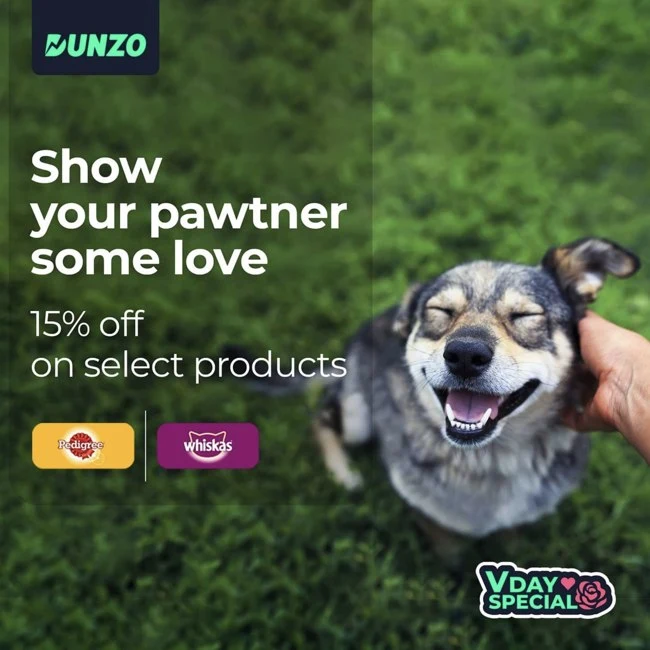 DUNZO
Show
your pawtner
some love
15% off
on select products
Pedigree
whiskas
VDAY
SPECIAL